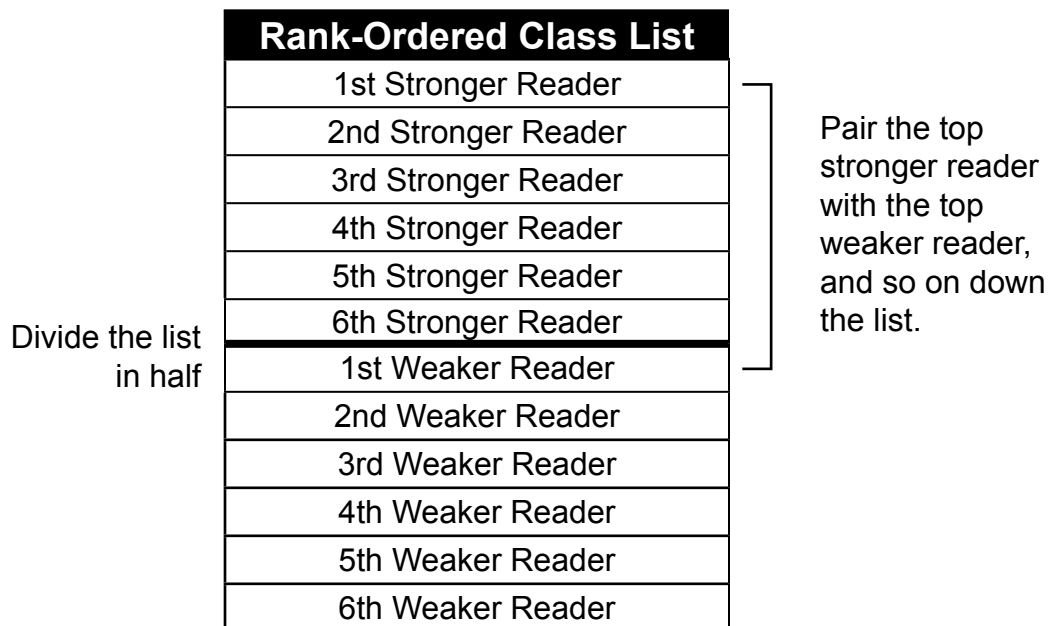 Rank-Ordered Class List
1st Stronger Reader
2nd Stronger Reader
3rd Stronger Reader
4th Stronger Reader
5th Stronger Reader
6th Stronger Reader
1st Weaker Reader
2nd Weaker Reader
3rd Weaker Reader
4th Weaker Reader
5th Weaker Reader
6th Weaker Reader
Divide the list
in half
Pair the top
stronger reader
with the top
weaker reader,
and so on down
the list.